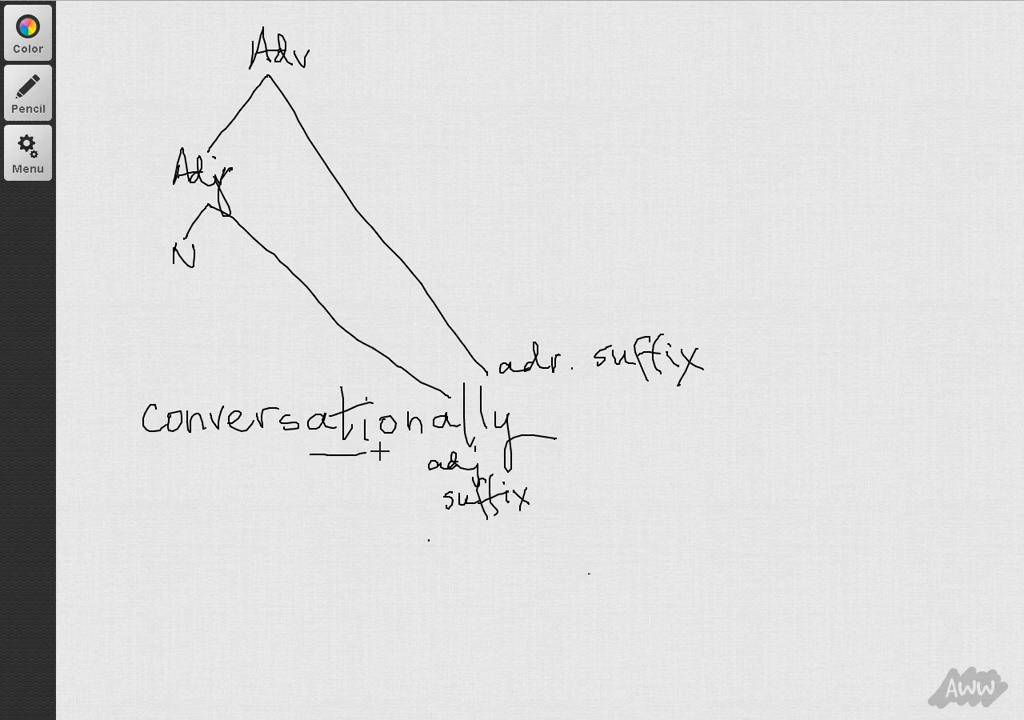 Color
Pencil
Menu
Adv
Adj
N
adv. suffix
conversationally
+
adj
suffix
AWW